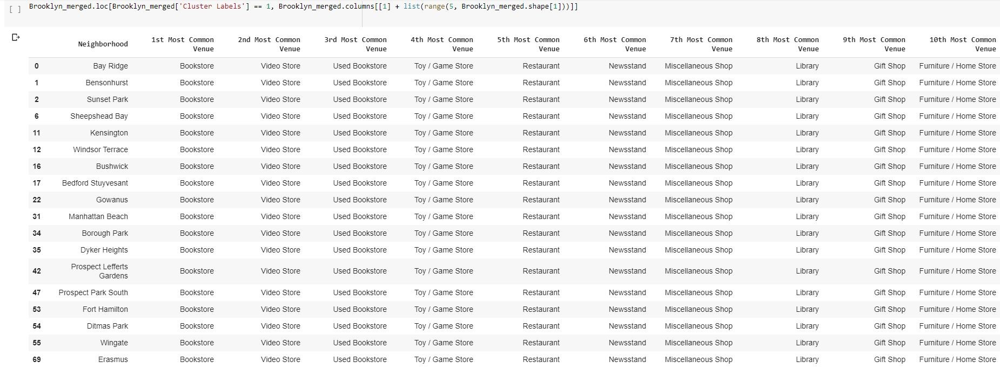 [ ] Brooklyn_merged.loc[Brooklyn_merged['Cluster Labels'] == 1, Brooklyn_merged.columns[[1] + list(range(5, Brooklyn_merged.shape[1]))]]
Neighborhood 1st Most Common Venue 2nd Most Common Venue 3rd Most Common Venue 4th Most Common Venue 5th Most Common Venue 6th Most Common Venue 7th Most Common Venue 8th Most Common Venue 9th Most Common Venue 10th Most Common Venue
0 Bay Ridge Bookstore Video Store Used Bookstore Toy / Game Store Restaurant Newsstand Miscellaneous Shop Library Gift Shop Furniture / Home Store
1 Bensonhurst Bookstore Video Store Used Bookstore Toy / Game Store Restaurant Newsstand Miscellaneous Shop Library Gift Shop Furniture / Home Store
2 Sunset Park Bookstore Video Store Used Bookstore Toy / Game Store Restaurant Newsstand Miscellaneous Shop Library Gift Shop Furniture / Home Store
6 Sheepshead Bay Bookstore Video Store Used Bookstore Toy / Game Store Restaurant Newsstand Miscellaneous Shop Library Gift Shop Furniture / Home Store
11 Kensington Bookstore Video Store Used Bookstore Toy / Game Store Restaurant Newsstand Miscellaneous Shop Library Gift Shop Furniture / Home Store
12 Windsor Terrace Bookstore Video Store Used Bookstore Toy / Game Store Restaurant Newsstand Miscellaneous Shop Library Gift Shop Furniture / Home Store
16 Bushwick Bookstore Video Store Used Bookstore Toy / Game Store Restaurant Newsstand Miscellaneous Shop Library Gift Shop Furniture / Home Store
17 Bedford Stuyvesant Bookstore Video Store Used Bookstore Toy / Game Store Restaurant Newsstand Miscellaneous Shop Library Gift Shop Furniture / Home Store
22 Gowanus Bookstore Video Store Used Bookstore Toy / Game Store Restaurant Newsstand Miscellaneous Shop Library Gift Shop Furniture / Home Store
31 Manhattan Beach Bookstore Video Store Used Bookstore Toy / Game Store Restaurant Newsstand Miscellaneous Shop Library Gift Shop Furniture / Home Store
34 Borough Park Bookstore Video Store Used Bookstore Toy / Game Store Restaurant Newsstand Miscellaneous Shop Library Gift Shop Furniture / Home Store
35 Dyker Heights Bookstore Video Store Used Bookstore Toy / Game Store Restaurant Newsstand Miscellaneous Shop Library Gift Shop Furniture / Home Store
42 Prospect Lefferts Gardens Bookstore Video Store Used Bookstore Toy / Game Store Restaurant Newsstand Miscellaneous Shop Library Gift Shop Furniture / Home Store
47 Prospect Park South Bookstore Video Store Used Bookstore Toy / Game Store Restaurant Newsstand Miscellaneous Shop Library Gift Shop Furniture / Home Store
53 Fort Hamilton Bookstore Video Store Used Bookstore Toy / Game Store Restaurant Newsstand Miscellaneous Shop Library Gift Shop Furniture / Home Store
54 Ditmas Park Bookstore Video Store Used Bookstore Toy / Game Store Restaurant Newsstand Miscellaneous Shop Library Gift Shop Furniture / Home Store
55 Wingate Bookstore Video Store Used Bookstore Toy / Game Store Restaurant Newsstand Miscellaneous Shop Library Gift Shop Furniture / Home Store
69 Erasmus Bookstore Video Store Used Bookstore Toy / Game Store Restaurant Newsstand Miscellaneous Shop Library Gift Shop Furniture / Home Store